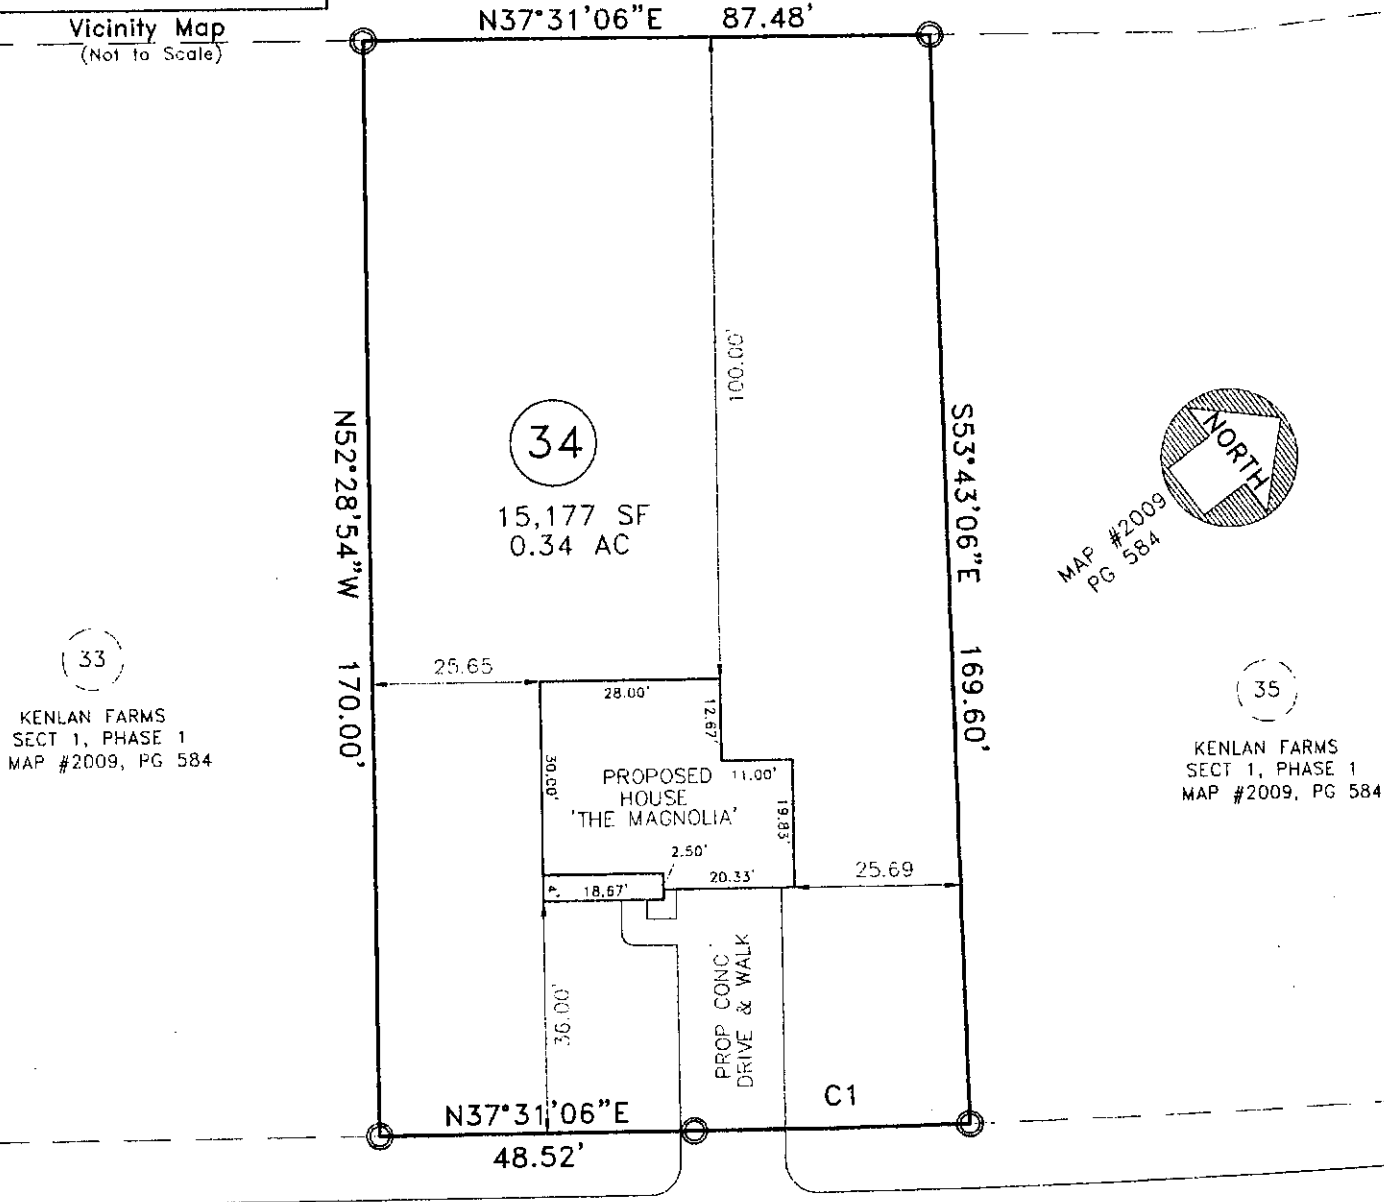 Vicinity Map
(Not to Scale)
N37°31'06"E 87.48'
100.00'
N52°28'54"W 170.00'
34
15,177 SF
0.34 AC
S53°43'06"E 169.60'
NORTH
MAP #2009
PG 584
33
KENLAN FARMS
SECT 1, PHASE 1
MAP #2009, PG 584
25.65
28.00'
12.67'
11.00'
30.00'
PROPOSED
HOUSE
'THE MAGNOLIA'
19.83'
2.50'
20.33'
4'
18.67'
25.69
35
KENLAN FARMS
SECT 1, PHASE 1
MAP #2009, PG 584
36.00'
PROP CONC
DRIVE & WALK
C1
N37°31'06"E
48.52'